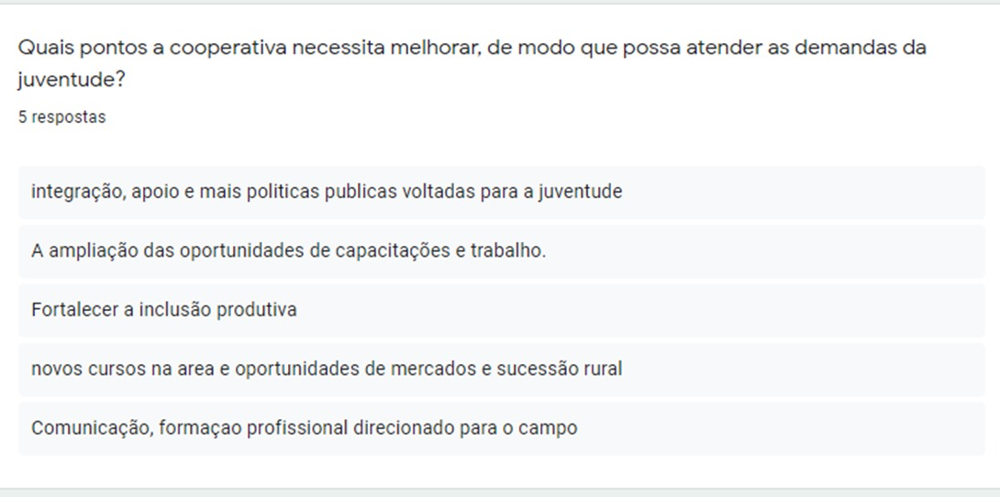 Quais pontos a cooperativa necessita melhorar, de modo que possa atender as demandas da
juventude?
5 respostas
integração, apoio e mais politicas publicas voltadas para a juventude
A ampliação das oportunidades de capacitações e trabalho.
Fortalecer a inclusão produtiva
novos cursos na area e oportunidades de mercados e sucessão rural
Comunicação, formaçao profissional direcionado para o campo